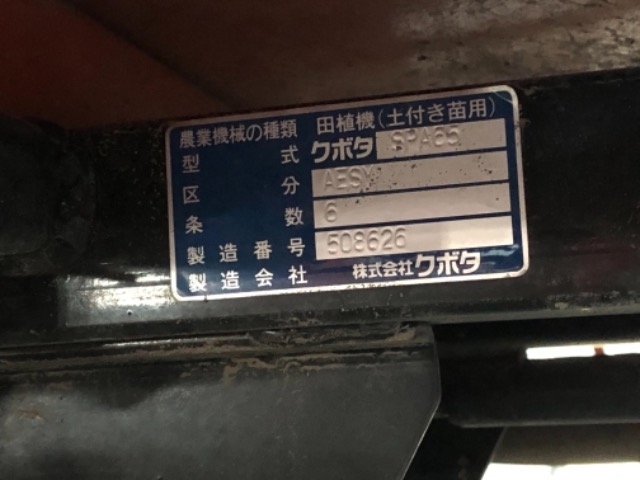 農業機械の種類 田植機(土付き苗用)
型式 クボタ SPA65
区分 AESM
条数 6
製造番号 508626
製造会社 株式会社クボタ